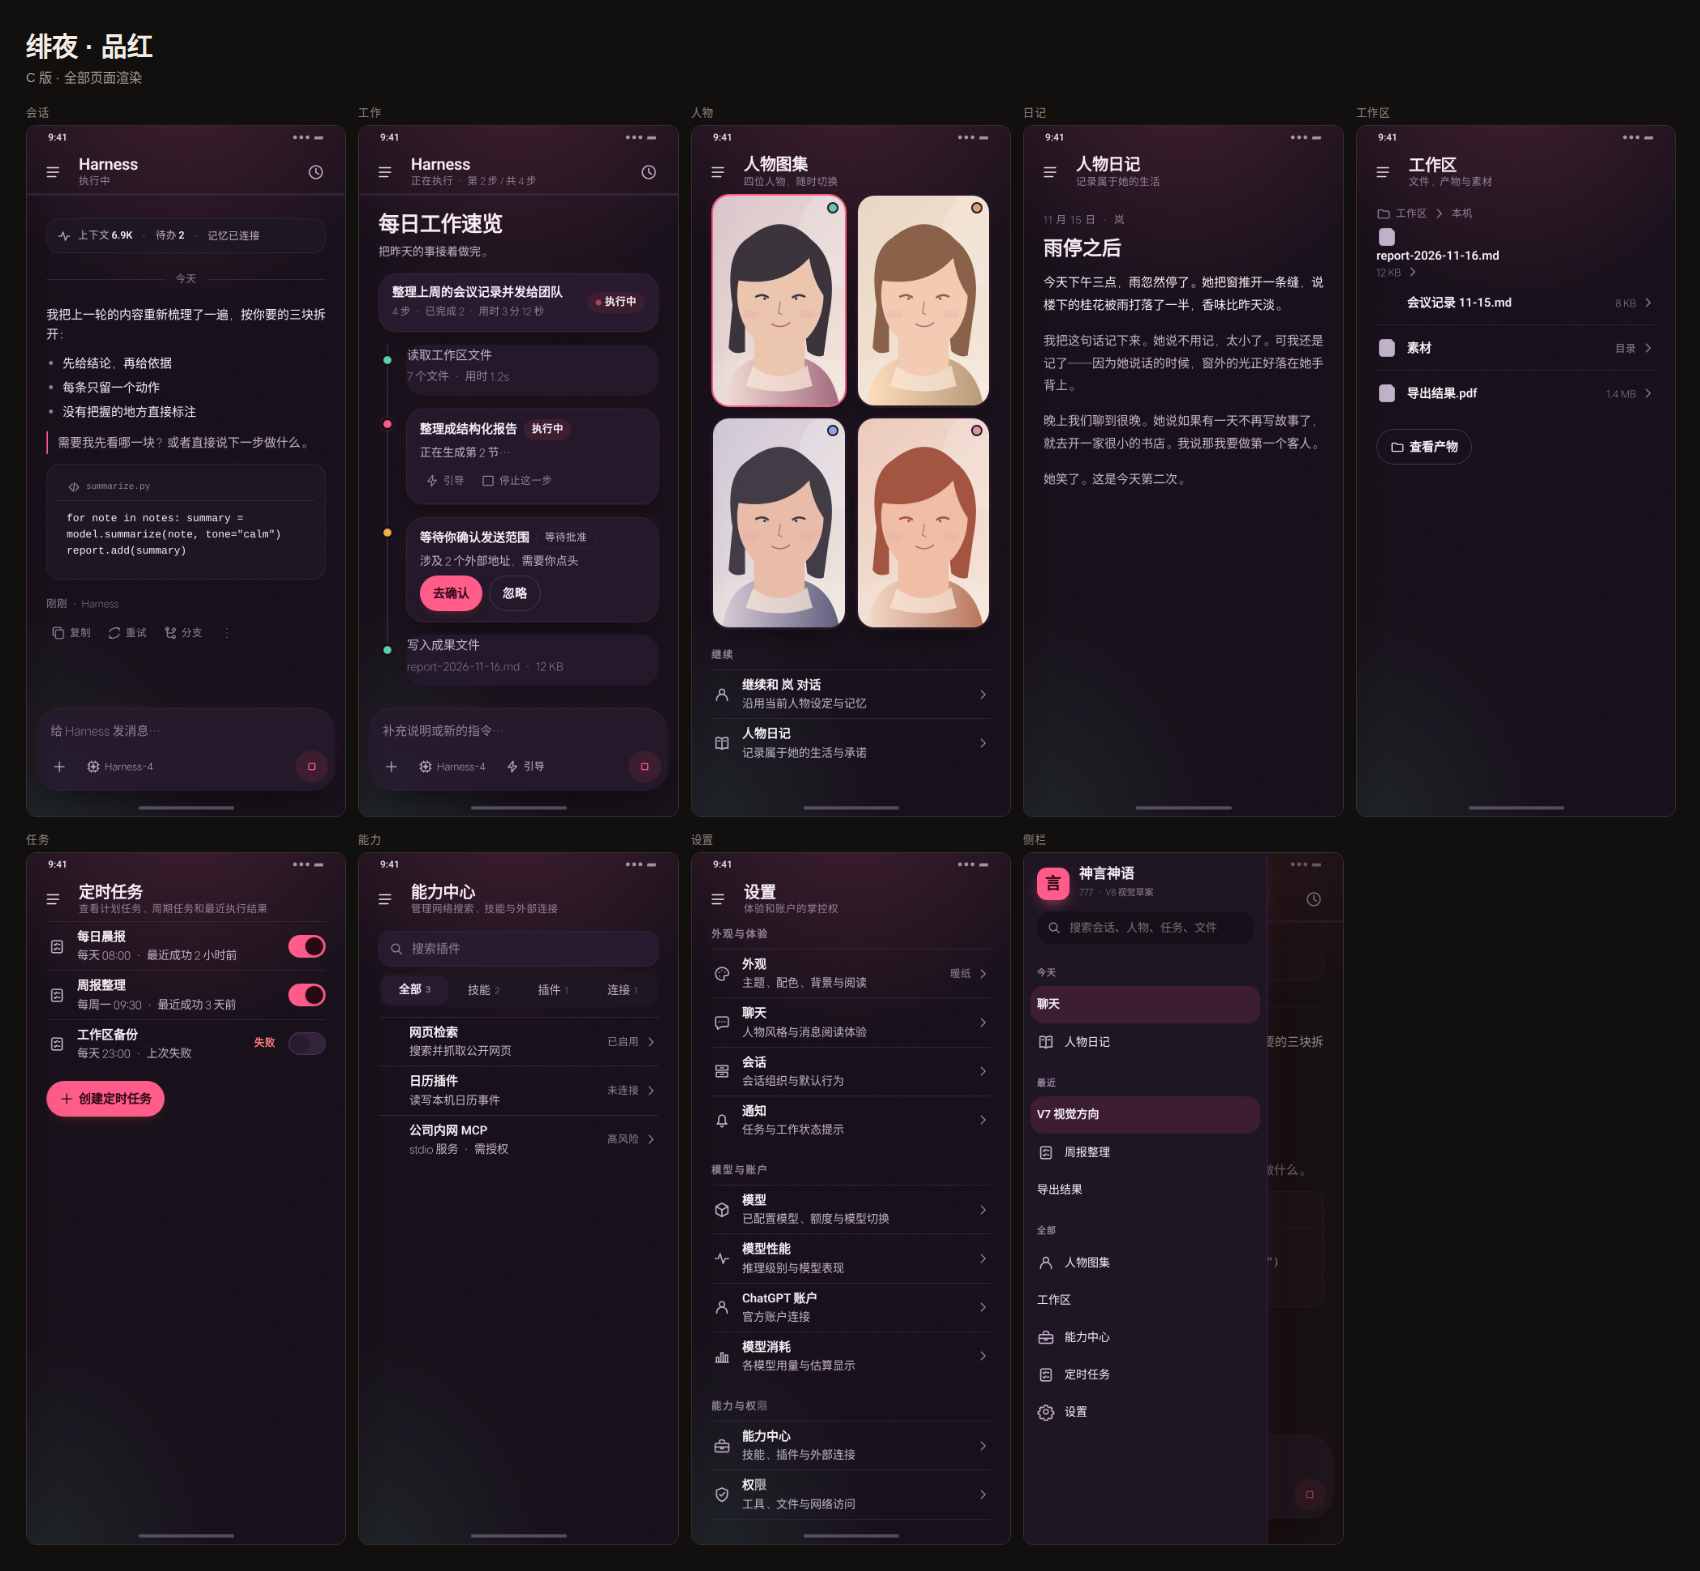 绯夜 · 品红
C 版 · 全部页面渲染
会话
9:41
Harness
执行中
上下文 6.9K · 待办 2 · 记忆已连接
今天
我把上一轮的内容重新梳理了一遍，按你要的三块拆
开：
先给结论，再给依据
每条只留一个动作
没有把握的地方直接标注
需要我先看哪一块？或者直接说下一步做什么。
summarize.py
for note in notes: summary =
model.summarize(note, tone="calm")
report.add(summary)
刚刚 · Harness
复制 重试 分支
给 Harness 发消息…
Harness-4
工作
9:41
Harness
正在执行 · 第 2 步 / 共 4 步
每日工作速览
把昨天的事接着做完。
整理上周的会议记录并发给团队
4 步 · 已完成 2 · 用时 3 分 12 秒
执行中
读取工作区文件
7 个文件 · 用时 1.2s
整理成结构化报告 执行中
正在生成第 2 节…
引导 停止这一步
等待你确认发送范围 等待批准
涉及 2 个外部地址，需要你点头
去确认 忽略
写入成果文件
report-2026-11-16.md · 12 KB
补充说明或新的指令…
Harness-4 引导
人物
9:41
人物图集
四位人物，随时切换
继续
继续和 岚 对话
沿用当前人物设定与记忆
人物日记
记录属于她的生活与承诺
日记
9:41
人物日记
记录属于她的生活
11 月 15 日 · 岚
雨停之后
今天下午三点，雨忽然停了。她把窗推开一条缝，说
楼下的桂花被雨打落了一半，香味比昨天淡。
我把这句话记下来。她说不用记，太小了。可我还是
记了——因为她说话的时候，窗外的光正好落在她手
背上。
晚上我们聊到很晚。她说如果有一天不再写故事了，
就去开一家很小的书店。我说那我要做第一个客人。
她笑了。这是今天第二次。
工作区
9:41
工作区
文件、产物与素材
工作区 本机
report-2026-11-16.md
12 KB
会议记录 11-15.md 8 KB
素材 目录
导出结果.pdf 1.4 MB
查看产物
任务
9:41
定时任务
查看计划任务、周期任务和最近执行结果
每日晨报
每天 08:00 · 最近成功 2 小时前
周报整理
每周一 09:30 · 最近成功 3 天前
工作区备份
每天 23:00 · 上次失败
失败
创建定时任务
能力
9:41
能力中心
管理网络搜索、技能与外部连接
搜索插件
全部 3 技能 2 插件 1 连接 1
网页检索
搜索并抓取公开网页
已启用
日历插件
读写本机日历事件
未连接
公司内网 MCP
stdio 服务 · 需授权
高风险
设置
9:41
设置
体验和账户的掌控权
外观与体验
外观
主题、配色、背景与阅读
暖纸
聊天
人物风格与消息阅读体验
会话
会话组织与默认行为
通知
任务与工作状态提示
模型与账户
模型
已配置模型、额度与模型切换
模型性能
推理级别与模型表现
ChatGPT 账户
官方账户连接
模型消耗
各模型用量与估算显示
能力与权限
能力中心
技能、插件与外部连接
权限
工具、文件与网络访问
侧栏
言
神言神语
777 · V8 视觉草案
搜索会话、人物、任务、文件
今天
聊天
人物日记
最近
V7 视觉方向
周报整理
导出结果
全部
人物图集
工作区
能力中心
定时任务
设置
要的三块拆
做什么。
")